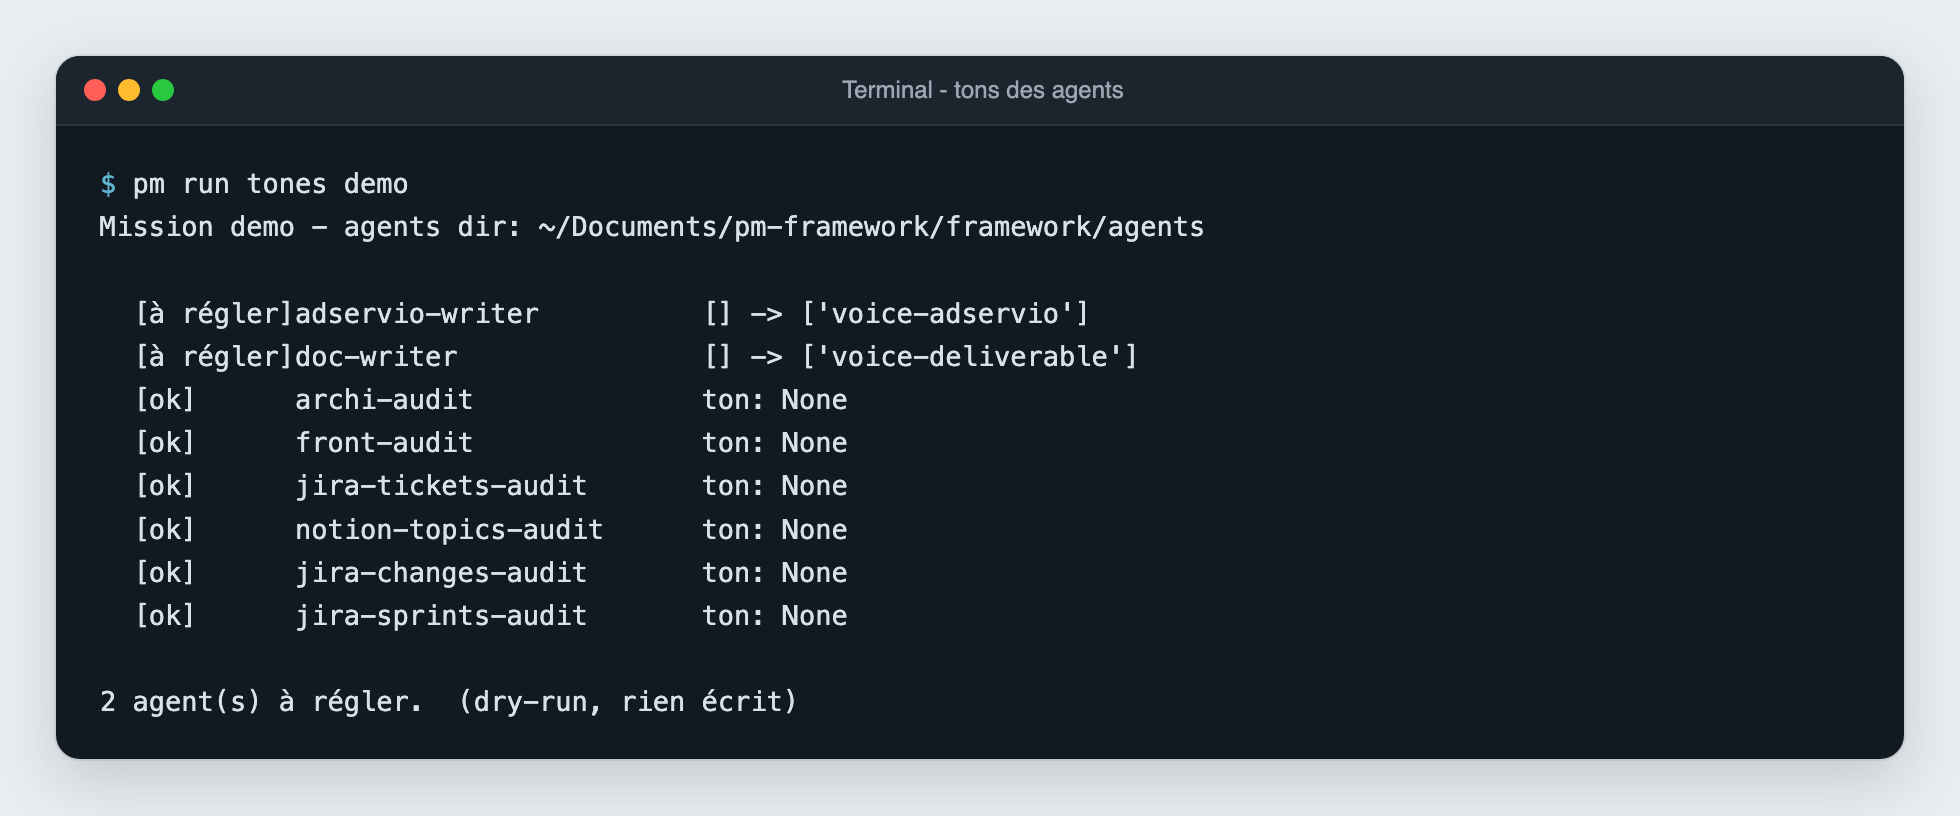 Terminal - tons des agents
$ pm run tones demo
Mission demo — agents dir: ~/Documents/pm-framework/framework/agents
[à régler]adservio-writer [] -> ['voice-adservio']
[à régler]doc-writer [] -> ['voice-deliverable']
[ok] archi-audit ton: None
[ok] front-audit ton: None
[ok] jira-tickets-audit ton: None
[ok] notion-topics-audit ton: None
[ok] jira-changes-audit ton: None
[ok] jira-sprints-audit ton: None
2 agent(s) à régler. (dry-run, rien écrit)